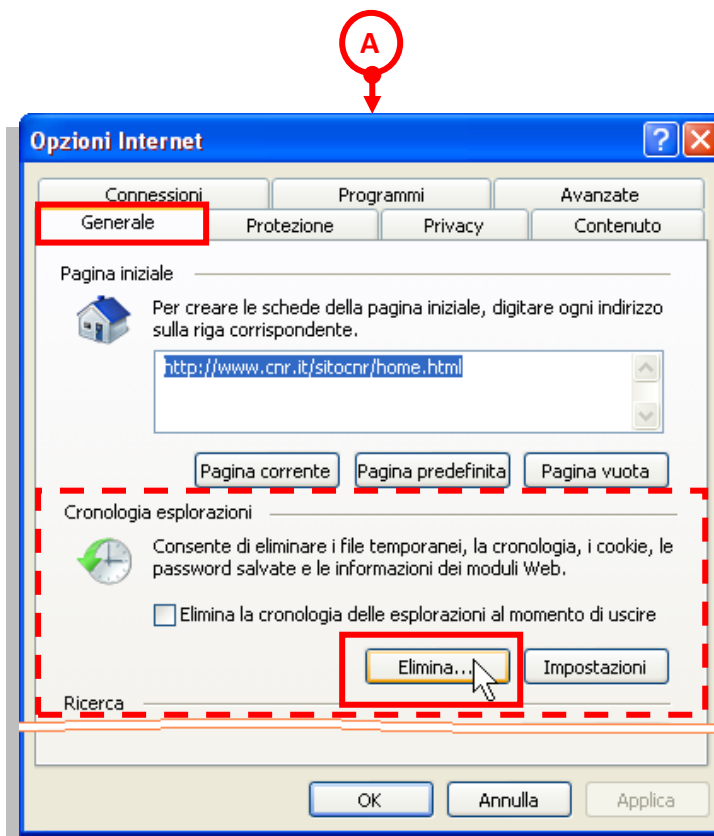 A
Opzioni Internet
Connessioni Programmi Avanzate
Generale Protezione Privacy Contenuto
Pagina iniziale
Per creare le schede della pagina iniziale, digitare ogni indirizzo
sulla riga corrispondente.
http://www.cnr.it/sitocnr/home.html
Pagina corrente Pagina predefinita Pagina vuota
Cronologia esplorazioni
Consente di eliminare i file temporanei, la cronologia, i cookie, le
password salvate e le informazioni dei moduli Web.
Elimina la cronologia delle esplorazioni al momento di uscire
Elimina... Impostazioni
Ricerca
OK Annulla Applica